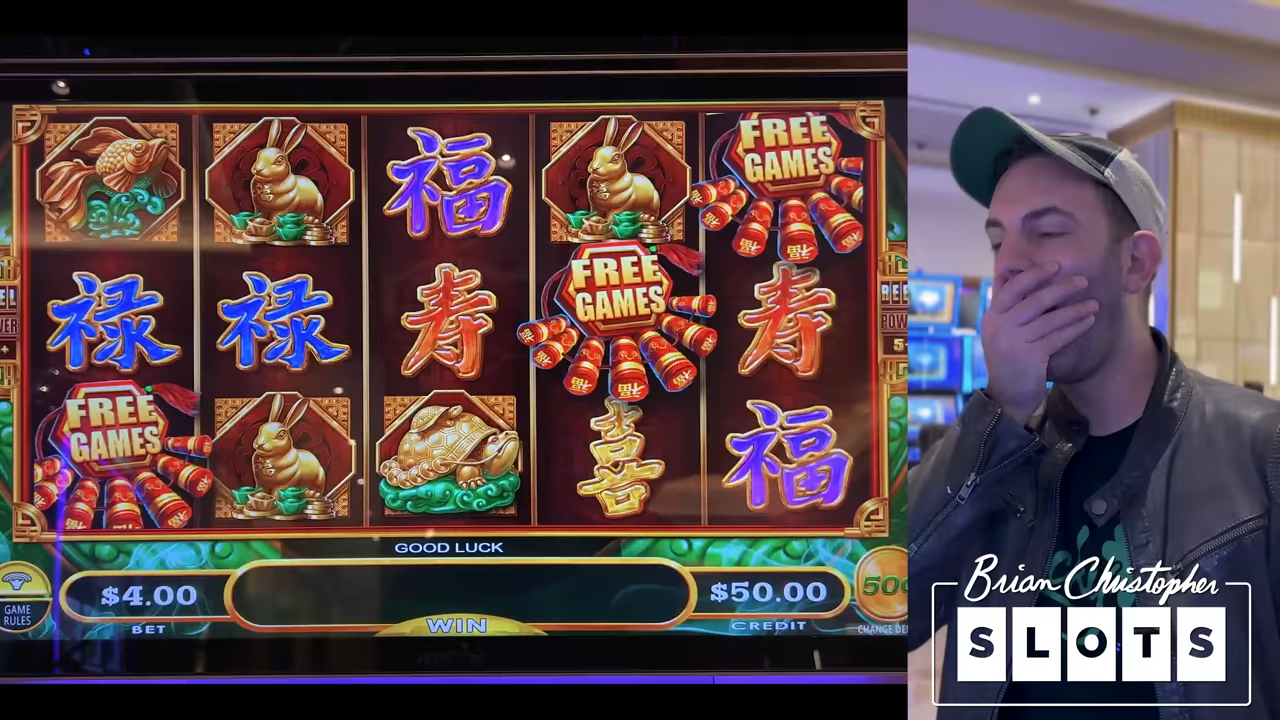 FREE
GAMES
福
禄
禄
寿
FREE
GAMES
寿
FREE
GAMES
喜
福
GOOD LUCK
GAME
RULES
$4.00
BET
WIN
$50.00
CREDIT
50¢
Brian Christopher
SLOTS